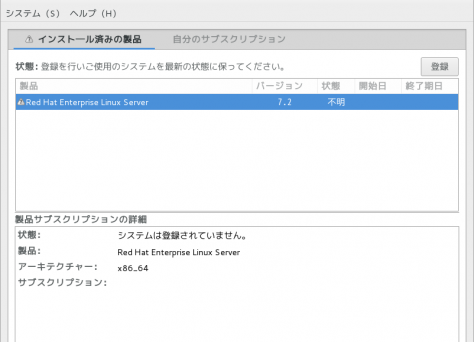 システム(S) ヘルプ(H)
⚠ インストール済みの製品 自分のサブスクリプション
状態: 登録を行いご使用のシステムを最新の状態に保ってください。 登録
製品 バージョン 状態 開始日 終了期日
Red Hat Enterprise Linux Server 7.2 不明
製品サブスクリプションの詳細
状態: システムは登録されていません。
製品: Red Hat Enterprise Linux Server
アーキテクチャー: x86_64
サブスクリプション: